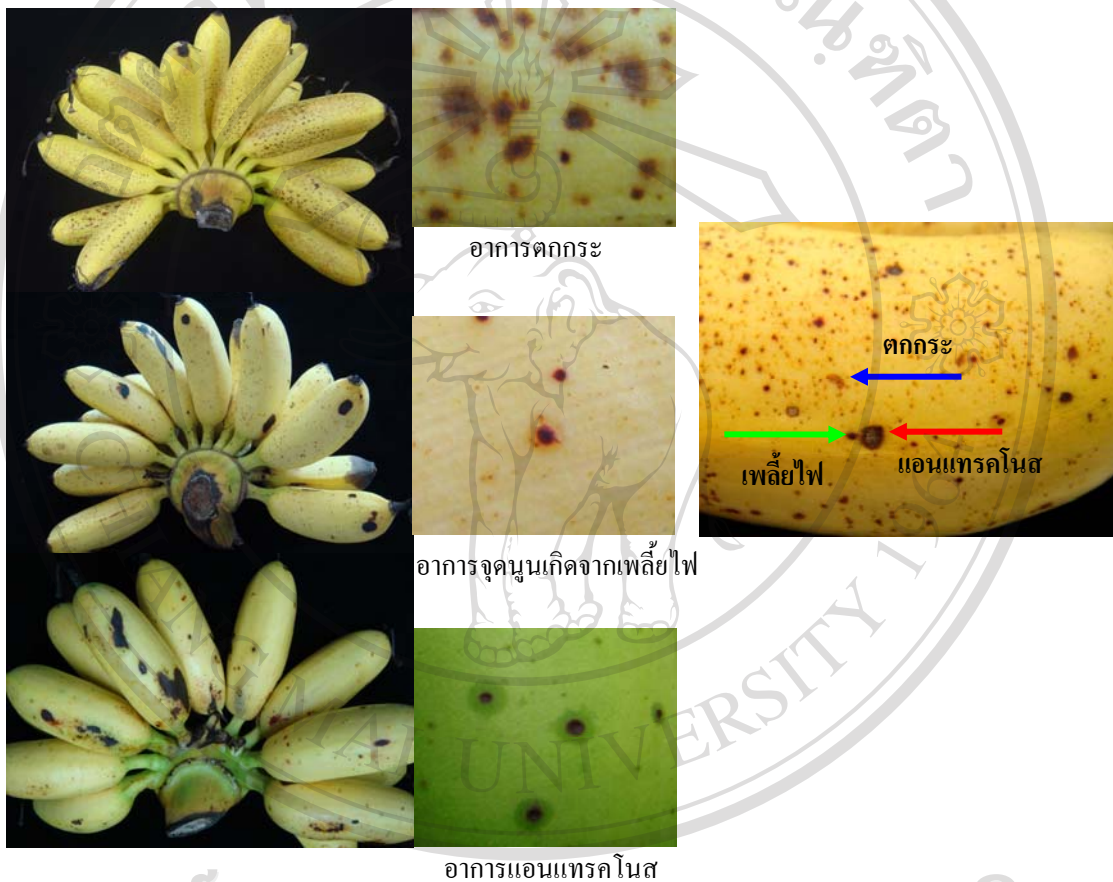 อาการตกกระ
ตกกระ
เพลี้ยไฟ
แอนแทรคโนส
อาการจุดนูนเกิดจากเพลี้ยไฟ
อาการแอนแทรคโนส
UNIVERSITY